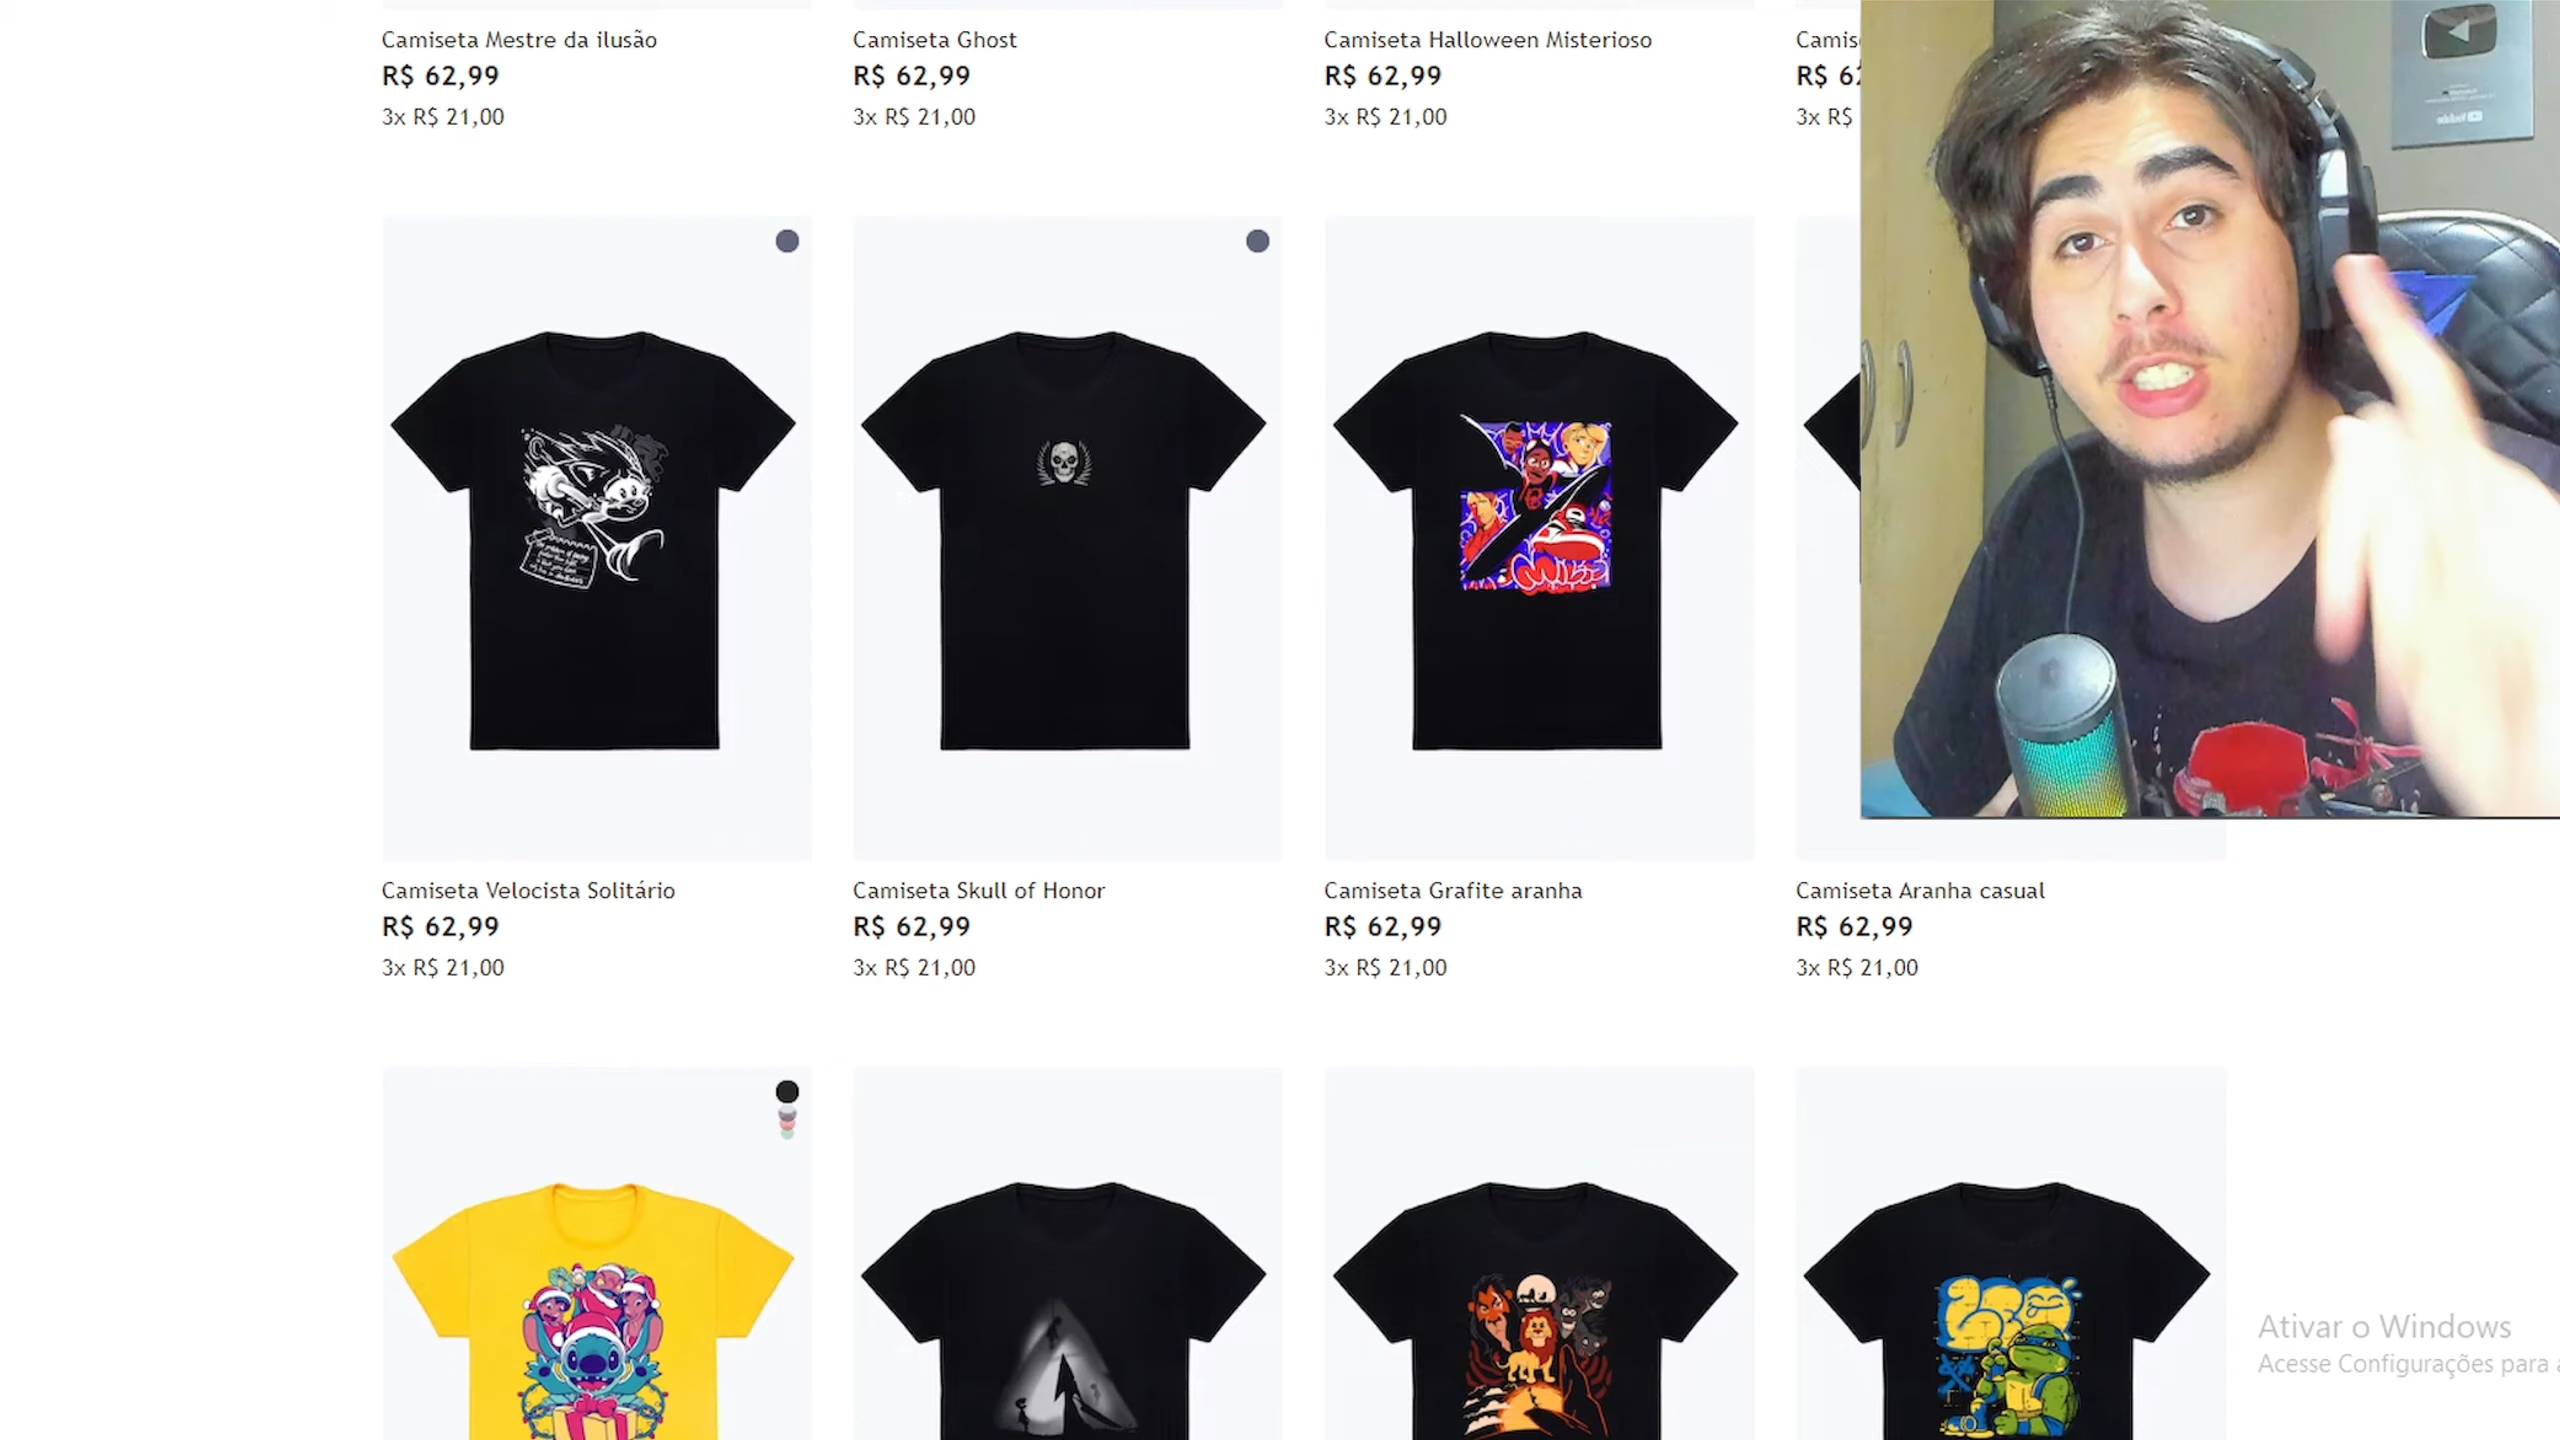 Camiseta Mestre da ilusão
R$ 62,99
3x R$ 21,00
Camiseta Ghost
R$ 62,99
3x R$ 21,00
Camiseta Halloween Misterioso
R$ 62,99
3x R$ 21,00
R$
3x R$
Camiseta Velocista Solitário
R$ 62,99
3x R$ 21,00
Camiseta Skull of Honor
R$ 62,99
3x R$ 21,00
Camiseta Grafite aranha
R$ 62,99
3x R$ 21,00
Camiseta Aranha casual
R$ 62,99
3x R$ 21,00
Ativar o Windows
Acesse Configurações para